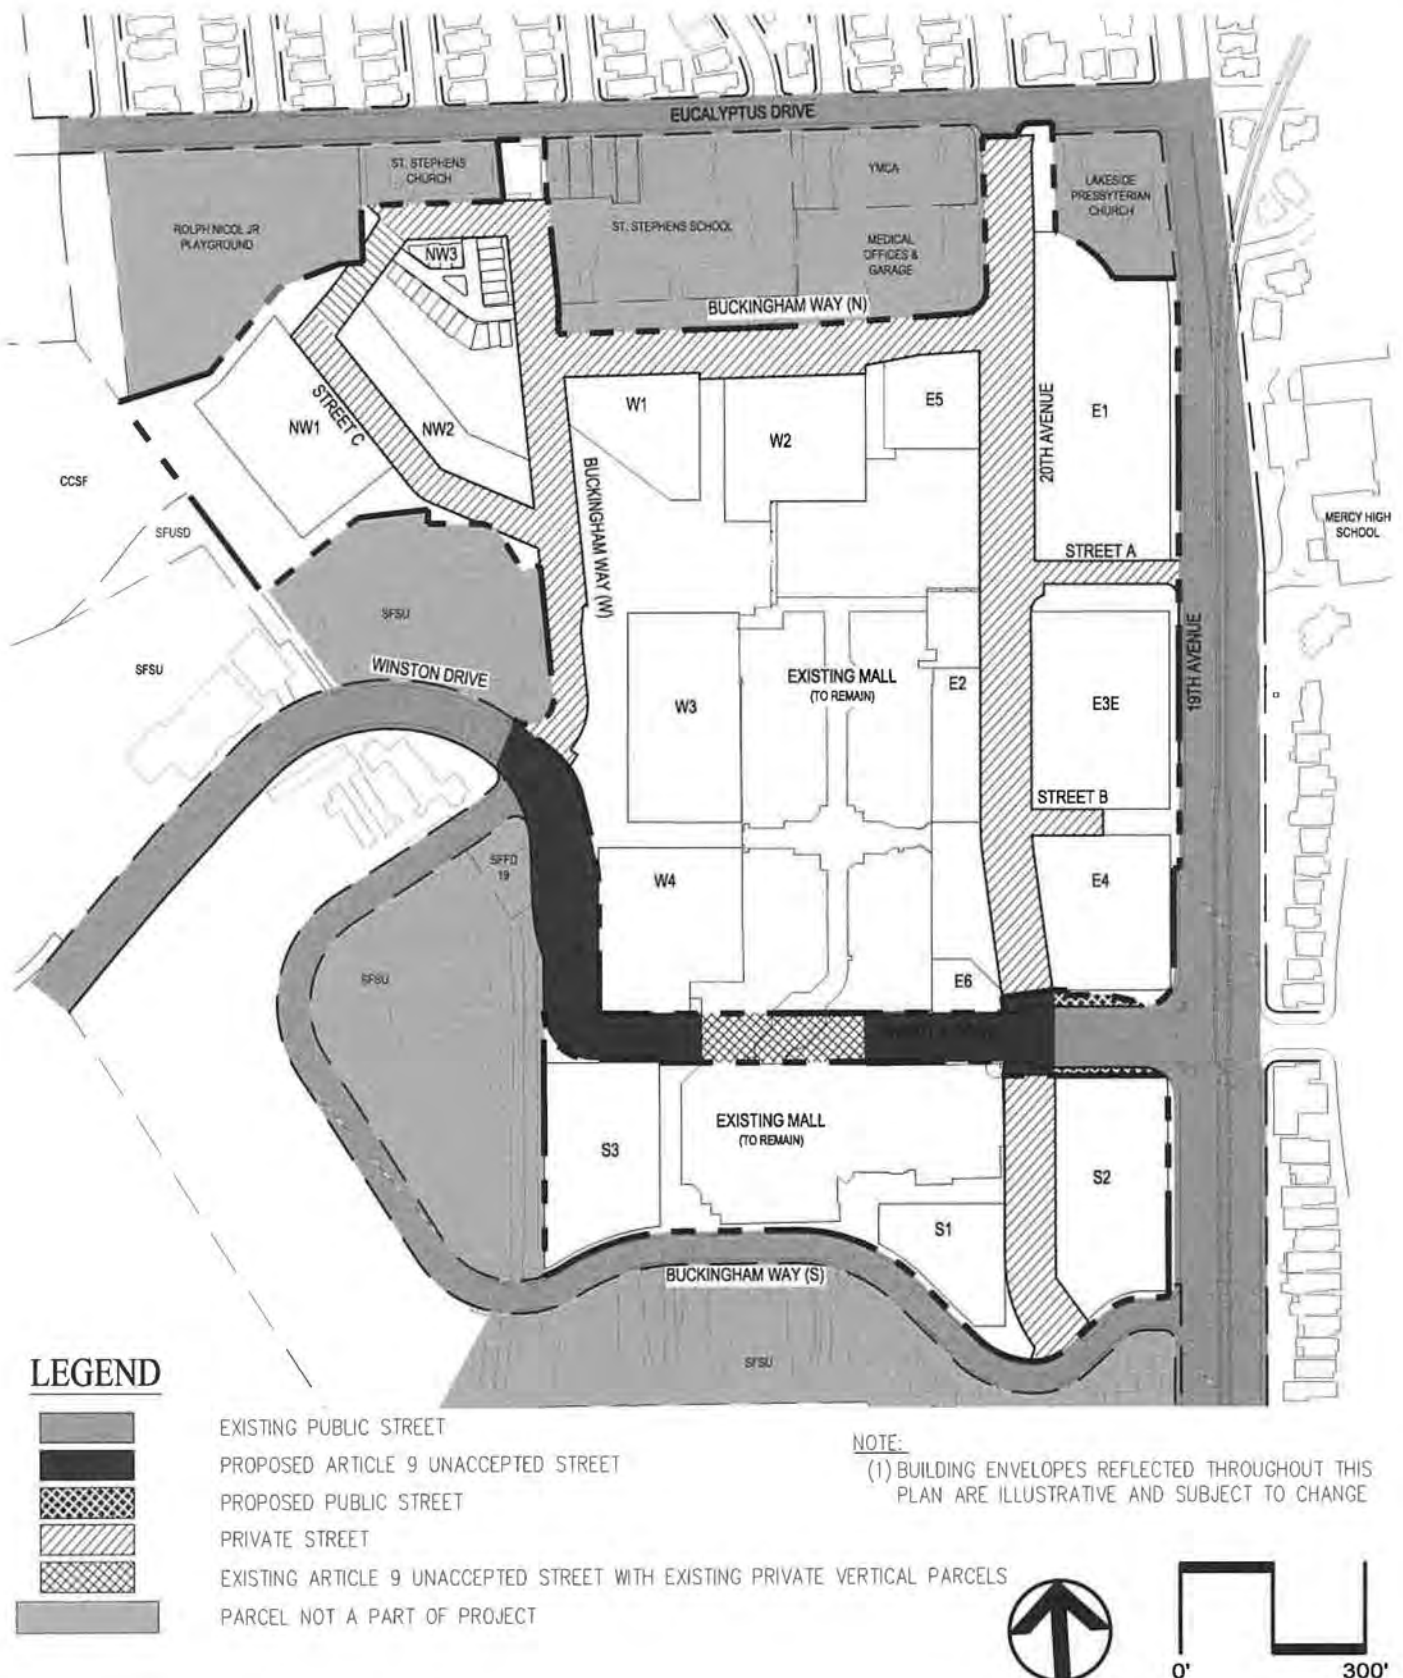 EUCALYPTUS DRIVE
ST. STEPHENS
CHURCH
YMCA
LAKESIDE
PRESBYTERIAN
CHURCH
ROLPH NICOL JR
PLAYGROUND
ST. STEPHENS SCHOOL
MEDICAL
OFFICES &
GARAGE
NW3
BUCKINGHAM WAY (N)
W1
E5
E1
W2
20TH AVENUE
STREET C
NW1
NW2
CCSF
BUCKINGHAM WAY (W)
SFUSD
MERCY HIGH
SCHOOL
STREET A
SFSU
19TH AVENUE
SFSU
WINSTON DRIVE
EXISTING MALL
(TO REMAIN)
E2
W3
E3E
STREET B
SFFD
19
W4
E4
SFSU
E6
EXISTING MALL
(TO REMAIN)
S3
S2
S1
BUCKINGHAM WAY (S)
SFSU
LEGEND
EXISTING PUBLIC STREET
PROPOSED ARTICLE 9 UNACCEPTED STREET
PROPOSED PUBLIC STREET
PRIVATE STREET
EXISTING ARTICLE 9 UNACCEPTED STREET WITH EXISTING PRIVATE VERTICAL PARCELS
PARCEL NOT A PART OF PROJECT
NOTE:
(1) BUILDING ENVELOPES REFLECTED THROUGHOUT THIS
PLAN ARE ILLUSTRATIVE AND SUBJECT TO CHANGE
0' 300'